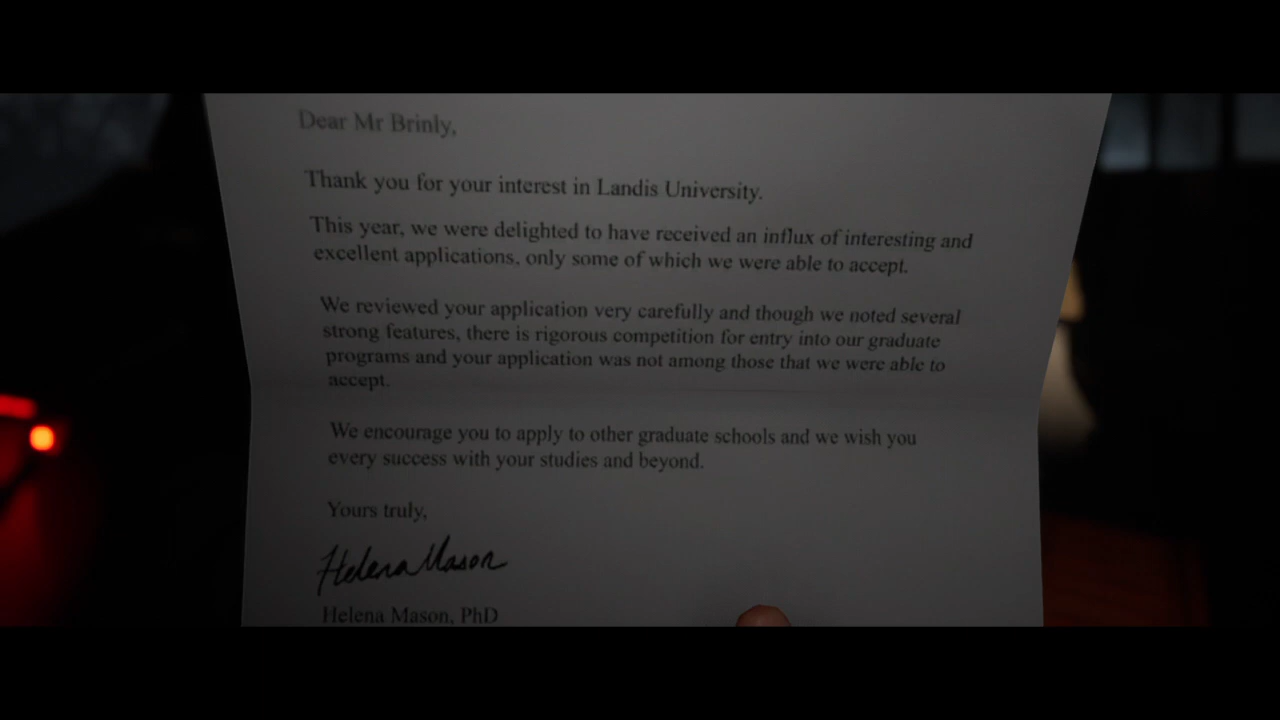 Dear Mr Brinly,
Thank you for your interest in Landis University.
This year, we were delighted to have received an influx of interesting and
excellent applications, only some of which we were able to accept.
We reviewed your application very carefully and though we noted several
strong features, there is rigorous competition for entry into our graduate
programs and your application was not among those that we were able to
accept.
We encourage you to apply to other graduate schools and we wish you
every success with your studies and beyond.
Yours truly,
Helena Mason
Helena Mason, PhD